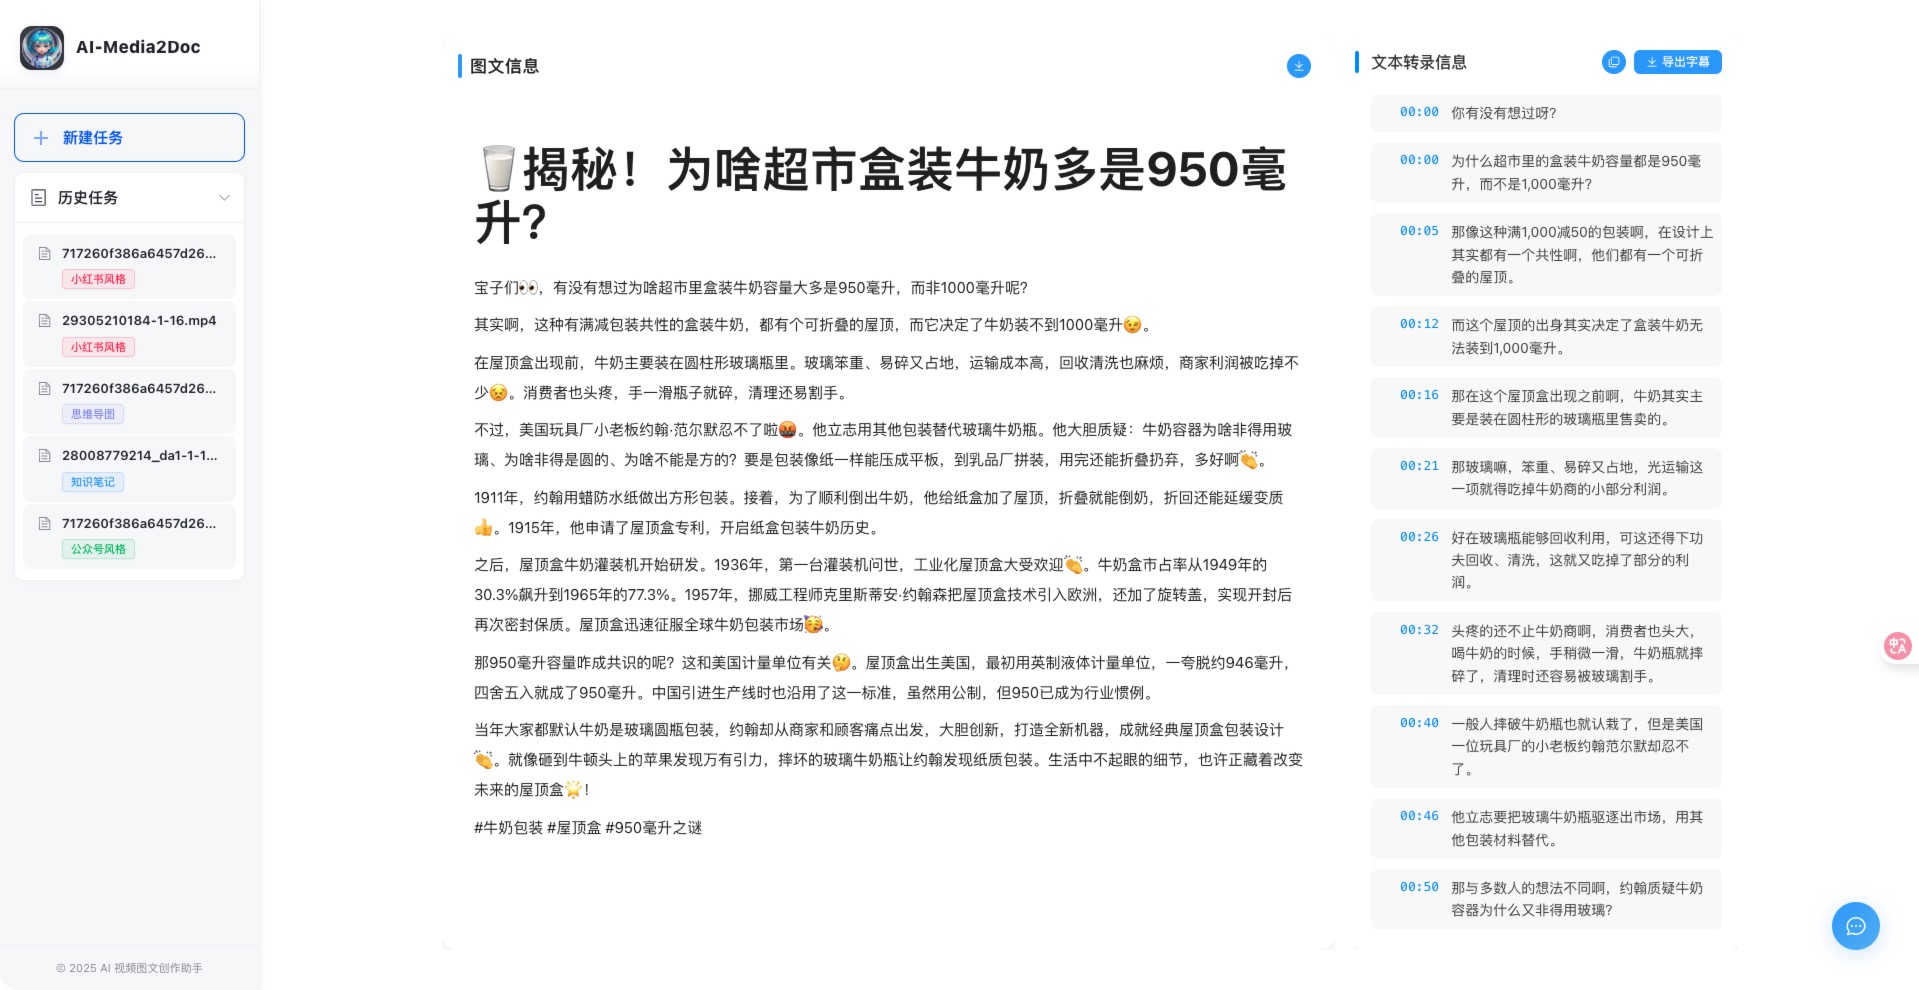 AI-Media2Doc
新建任务
历史任务
717260f386a6457d26...
小红书风格
29305210184-1-16.mp4
小红书风格
717260f386a6457d26...
思维导图
28008779214_da1-1-1...
知识笔记
717260f386a6457d26...
公众号风格
© 2025 AI 视频图文创作助手
图文信息
🥛揭秘！为啥超市盒装牛奶多是950毫
升？
宝子们👀，有没有想过为啥超市里盒装牛奶容量大多是950毫升，而非1000毫升呢？
其实啊，这种有满减包装共性的盒装牛奶，都有个可折叠的屋顶，而它决定了牛奶装不到1000毫升😉。
在屋顶盒出现前，牛奶主要装在圆柱形玻璃瓶里。玻璃笨重、易碎又占地，运输成本高，回收清洗也麻烦，商家利润被吃掉不
少😣。消费者也头疼，手一滑瓶子就碎，清理还易割手。
不过，美国玩具厂小老板约翰·范尔默忍不了啦🤬。他立志用其他包装替代玻璃牛奶瓶。他大胆质疑：牛奶容器为啥非得用玻
璃、为啥非得是圆的、为啥不能是方的？要是包装像纸一样能压成平板，到乳品厂拼装，用完还能折叠扔弃，多好啊👏。
1911年，约翰用蜡防水纸做出方形包装。接着，为了顺利倒出牛奶，他给纸盒加了屋顶，折叠就能倒奶，折回还能延缓变质
👍。1915年，他申请了屋顶盒专利，开启纸盒包装牛奶历史。
之后，屋顶盒牛奶灌装机开始研发。1936年，第一台灌装机问世，工业化屋顶盒大受欢迎👏。牛奶盒市占率从1949年的
30.3%飙升到1965年的77.3%。1957年，挪威工程师克里斯蒂安·约翰森把屋顶盒技术引入欧洲，还加了旋转盖，实现开封后
再次密封保质。屋顶盒迅速征服全球牛奶包装市场🥳。
那950毫升容量咋成共识的呢？这和美国计量单位有关🤔。屋顶盒出生美国，最初用英制液体计量单位，一夸脱约946毫升，
四舍五入就成了950毫升。中国引进生产线时也沿用了这一标准，虽然用公制，但950已成为行业惯例。
当年大家都默认牛奶是玻璃圆瓶包装，约翰却从商家和顾客痛点出发，大胆创新，打造全新机器，成就经典屋顶盒包装设计
👏。就像砸到牛顿头上的苹果发现万有引力，摔坏的玻璃牛奶瓶让约翰发现纸质包装。生活中不起眼的细节，也许正藏着改变
未来的屋顶盒🌟！
#牛奶包装 #屋顶盒 #950毫升之谜
文本转录信息
导出字幕
00:00 你有没有想过呀?
00:00 为什么超市里的盒装牛奶容量都是950毫
升，而不是1,000毫升?
00:05 那像这种满1,000减50的包装啊，在设计上
其实都有一个共性啊，他们都有一个可折
叠的屋顶。
00:12 而这个屋顶的出身其实决定了盒装牛奶无
法装到1,000毫升。
00:16 那在这个屋顶盒出现之前啊，牛奶其实主
要是装在圆柱形的玻璃瓶里售卖的。
00:21 那玻璃嘛，笨重、易碎又占地，光运输这
一项就得吃掉牛奶商的小部分利润。
00:26 好在玻璃瓶能够回收利用，可这还得下功
夫回收、清洗，这就又吃掉了部分的利
润。
00:32 头疼的还不止牛奶商啊，消费者也头大，
喝牛奶的时候，手稍微一滑，牛奶瓶就摔
碎了，清理时还容易被玻璃割手。
00:40 一般人摔破牛奶瓶也就认栽了，但是美国
一位玩具厂的小老板约翰范尔默却忍不
了。
00:46 他立志要把玻璃牛奶瓶驱逐出市场，用其
他包装材料替代。
00:50 那与多数人的想法不同啊，约翰质疑牛奶
容器为什么又非得用玻璃?